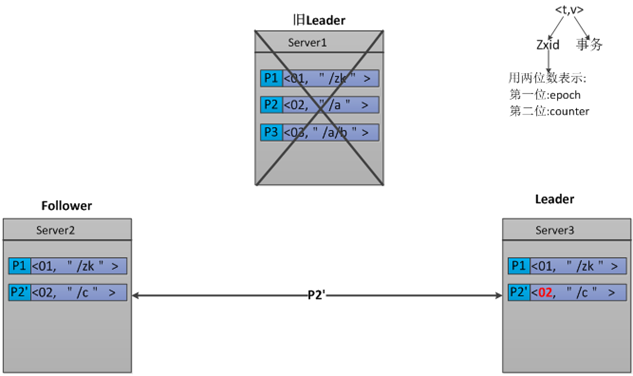 旧Leader
Server1
P1 <01, "/zk" >
P2 <02, "/a" >
P3 <03, "/a/b" >
<t,v>
Zxid 事务
用两位数表示:
第一位:epoch
第二位:counter
Follower
Server2
P1 <01, "/zk" >
P2' <02, "/c" >
P2'
Leader
Server3
P1 <01, "/zk" >
P2' <02, "/c" >